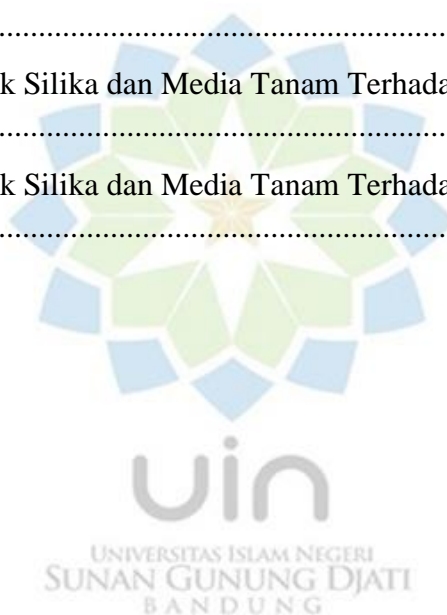 ....................................................................
k Silika dan Media Tanam Terhada
....................................................................
k Silika dan Media Tanam Terhada
....................................................................
uin
UNIVERSITAS ISLAM NEGERI
SUNAN GUNUNG DJATI
BANDUNG